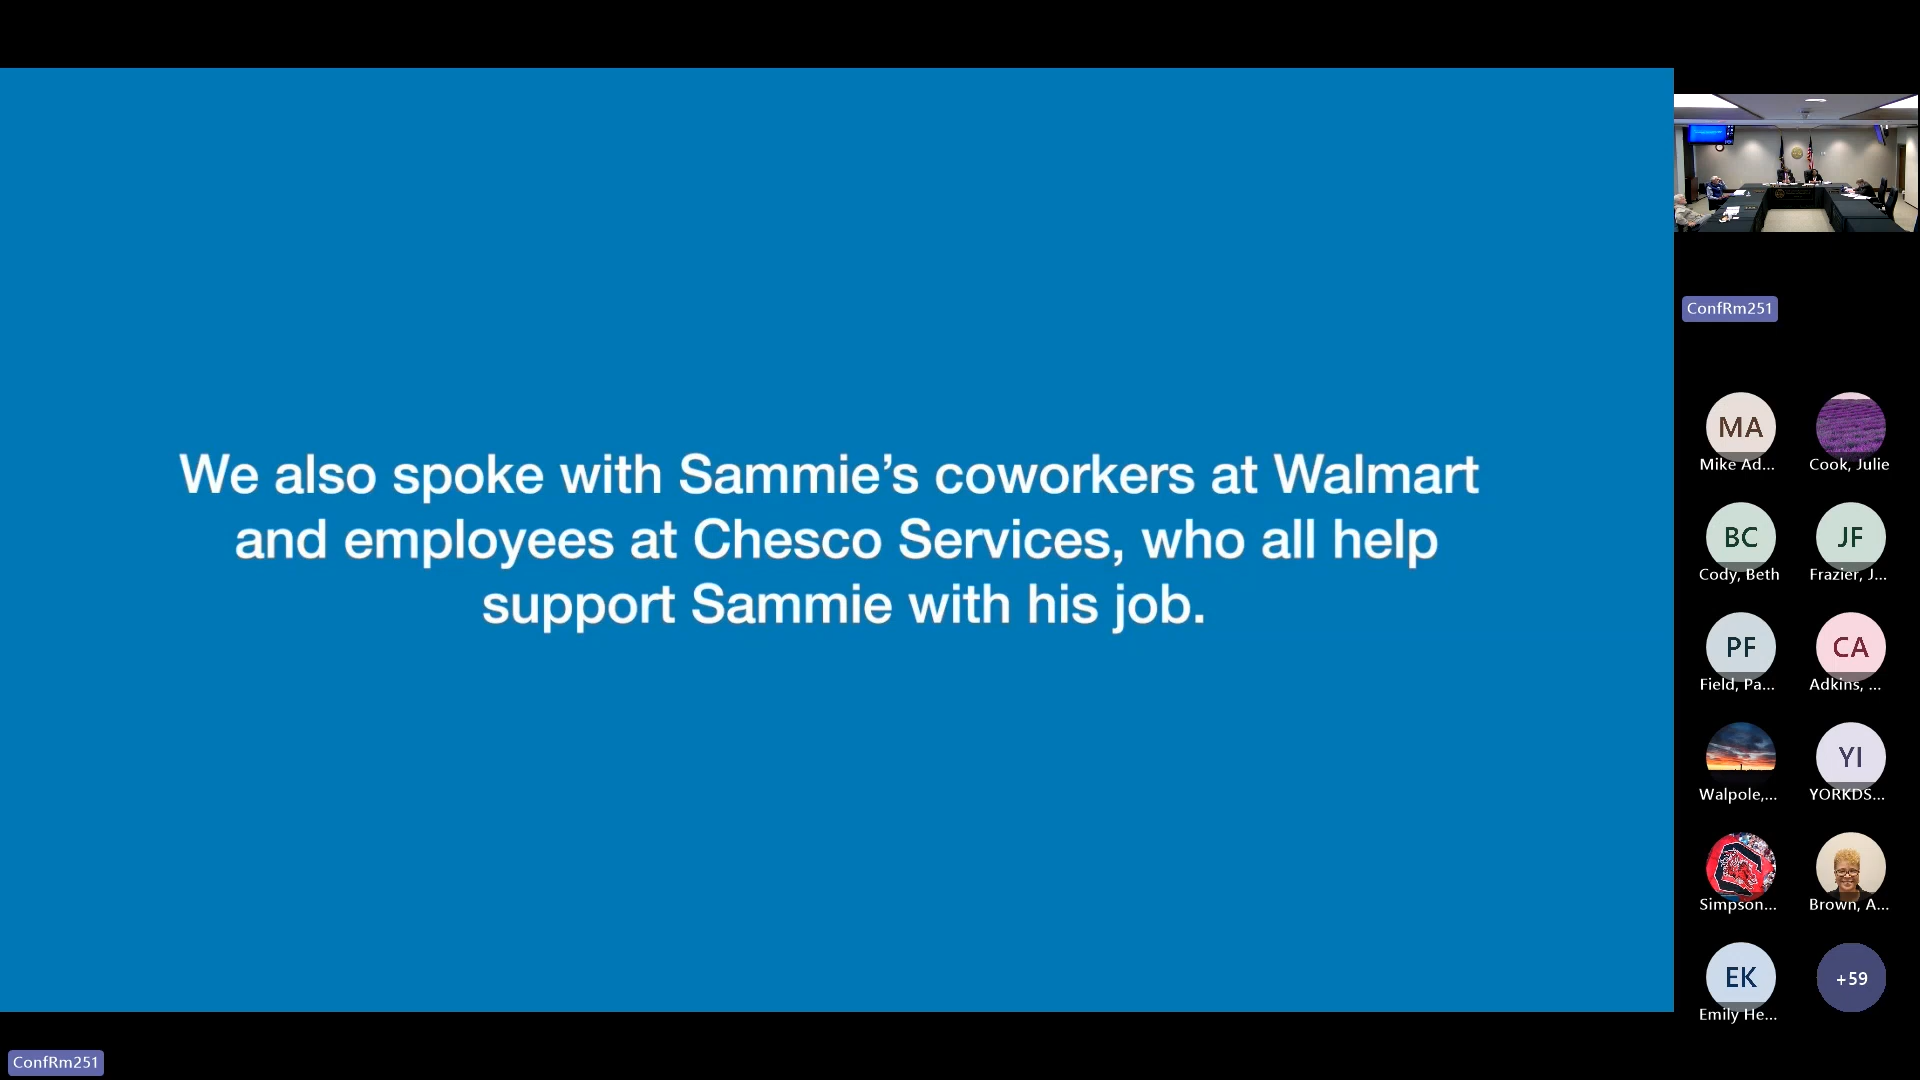 We also spoke with Sammie’s coworkers at Walmart
and employees at Chesco Services, who all help
support Sammie with his job.
ConfRm251
MA
Mike Ad...
Cook, Julie
BC
Cody, Beth
JF
Frazier, J...
PF
Field, Pa...
CA
Adkins, ...
Walpole,...
YI
YORKDS...
Simpson...
Brown, A...
EK
Emily He...
+59
ConfRm251